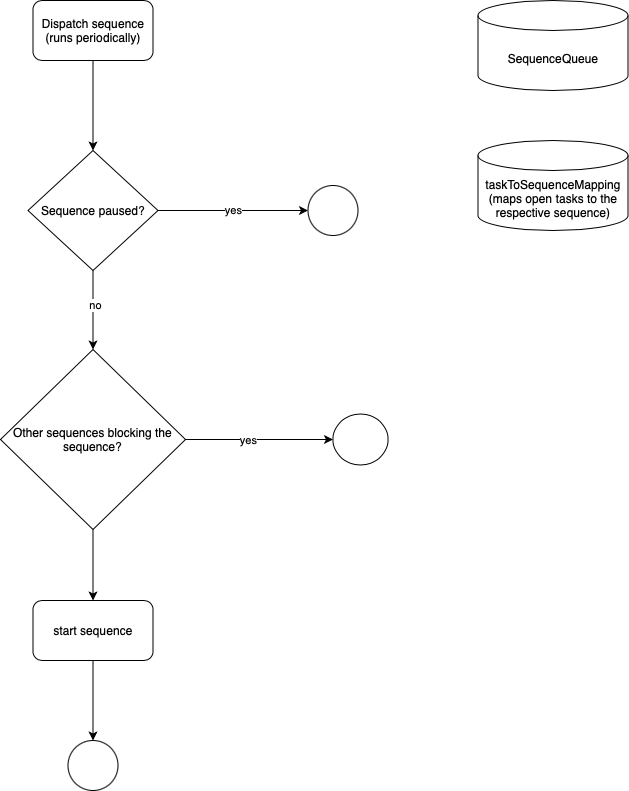 Dispatch sequence
(runs periodically)
SequenceQueue
taskToSequenceMapping
(maps open tasks to the
respective sequence)
Sequence paused?
yes
no
Other sequences blocking the
sequence?
yes
start sequence